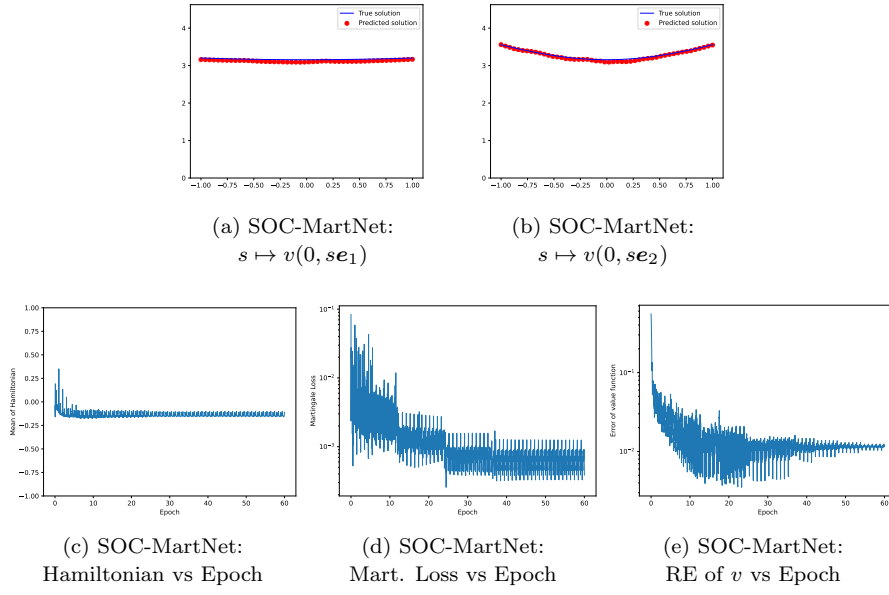 True solution
Predicted solution
4
3
2
1
0
−1.00 −0.75 −0.50 −0.25 0.00 0.25 0.50 0.75 1.00
(a) SOC-MartNet:
s ↦ v(0, se₁)
True solution
Predicted solution
4
3
2
1
0
−1.00 −0.75 −0.50 −0.25 0.00 0.25 0.50 0.75 1.00
(b) SOC-MartNet:
s ↦ v(0, se₂)
Mean of Hamiltonian
1.00
0.75
0.50
0.25
0.00
−0.25
−0.50
−0.75
−1.00
0 10 20 30 40 50 60
Epoch
(c) SOC-MartNet:
Hamiltonian vs Epoch
Martingale Loss
10⁻¹
10⁻²
10⁻³
0 10 20 30 40 50 60
Epoch
(d) SOC-MartNet:
Mart. Loss vs Epoch
Error of value function
10⁻¹
10⁻²
0 10 20 30 40 50 60
Epoch
(e) SOC-MartNet:
RE of v vs Epoch